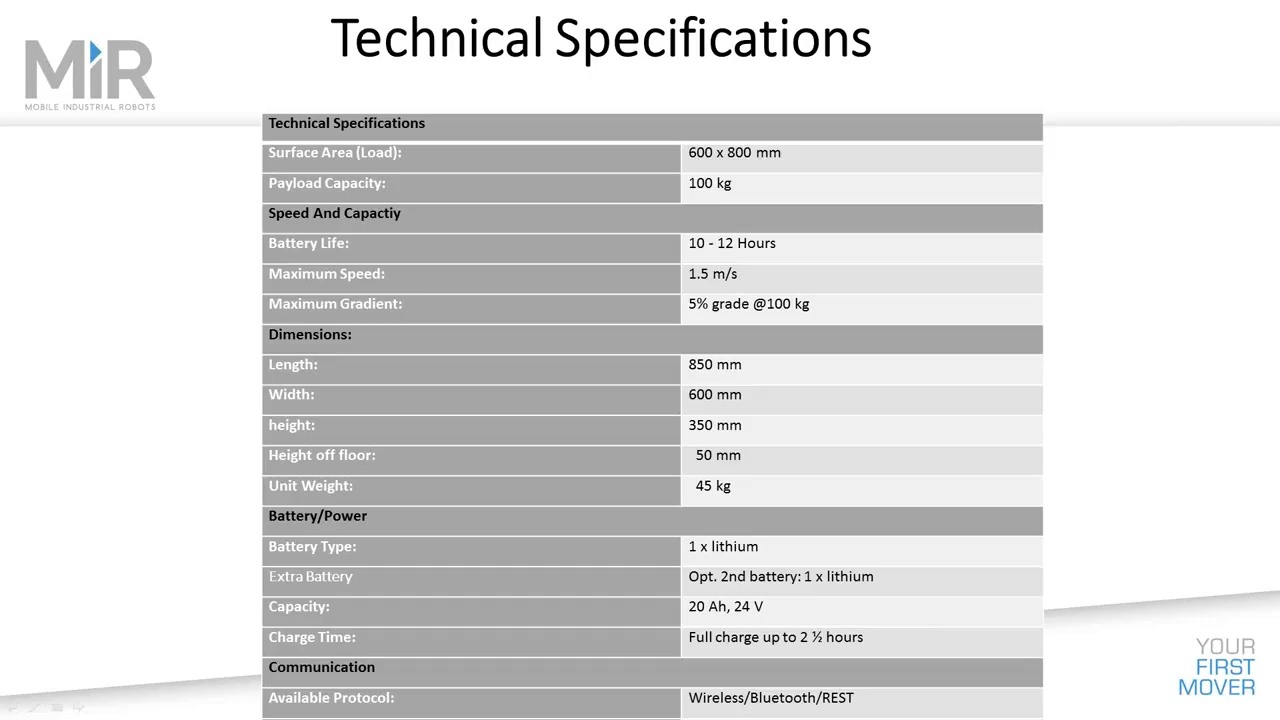 Technical Specifications
MiR
MOBILE INDUSTRIAL ROBOTS
Technical Specifications
Surface Area (Load): 600 x 800 mm
Payload Capacity: 100 kg
Speed And Capactiy
Battery Life: 10 - 12 Hours
Maximum Speed: 1.5 m/s
Maximum Gradient: 5% grade @100 kg
Dimensions:
Length: 850 mm
Width: 600 mm
height: 350 mm
Height off floor: 50 mm
Unit Weight: 45 kg
Battery/Power
Battery Type: 1 x lithium
Extra Battery Opt. 2nd battery: 1 x lithium
Capacity: 20 Ah, 24 V
Charge Time: Full charge up to 2 ½ hours
Communication
Available Protocol: Wireless/Bluetooth/REST
YOUR
FIRST
MOVER